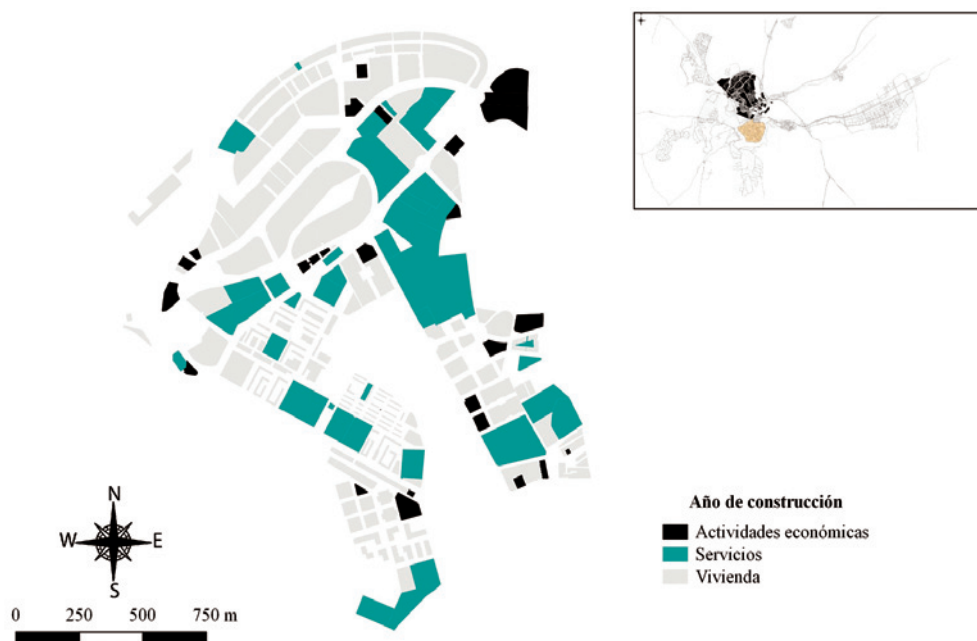 Año de construcción
Actividades económicas
Servicios
Vivienda
N
W E
S
0 250 500 750 m